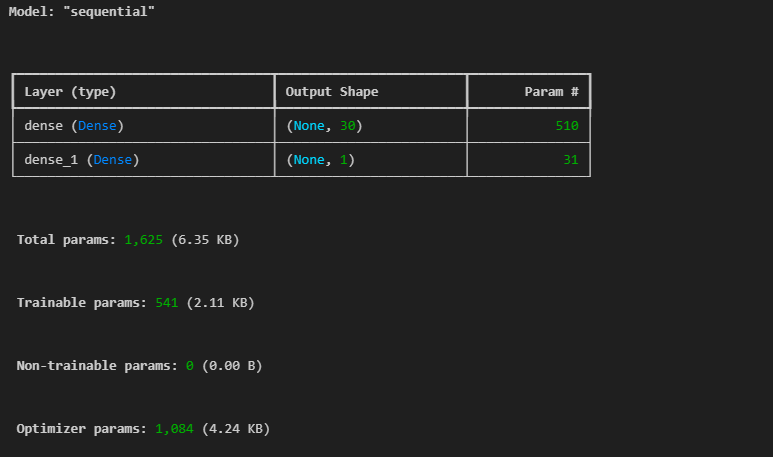 Model: "sequential"
Layer (type) Output Shape Param #
dense (Dense) (None, 30) 510
dense_1 (Dense) (None, 1) 31
Total params: 1,625 (6.35 KB)
Trainable params: 541 (2.11 KB)
Non-trainable params: 0 (0.00 B)
Optimizer params: 1,084 (4.24 KB)